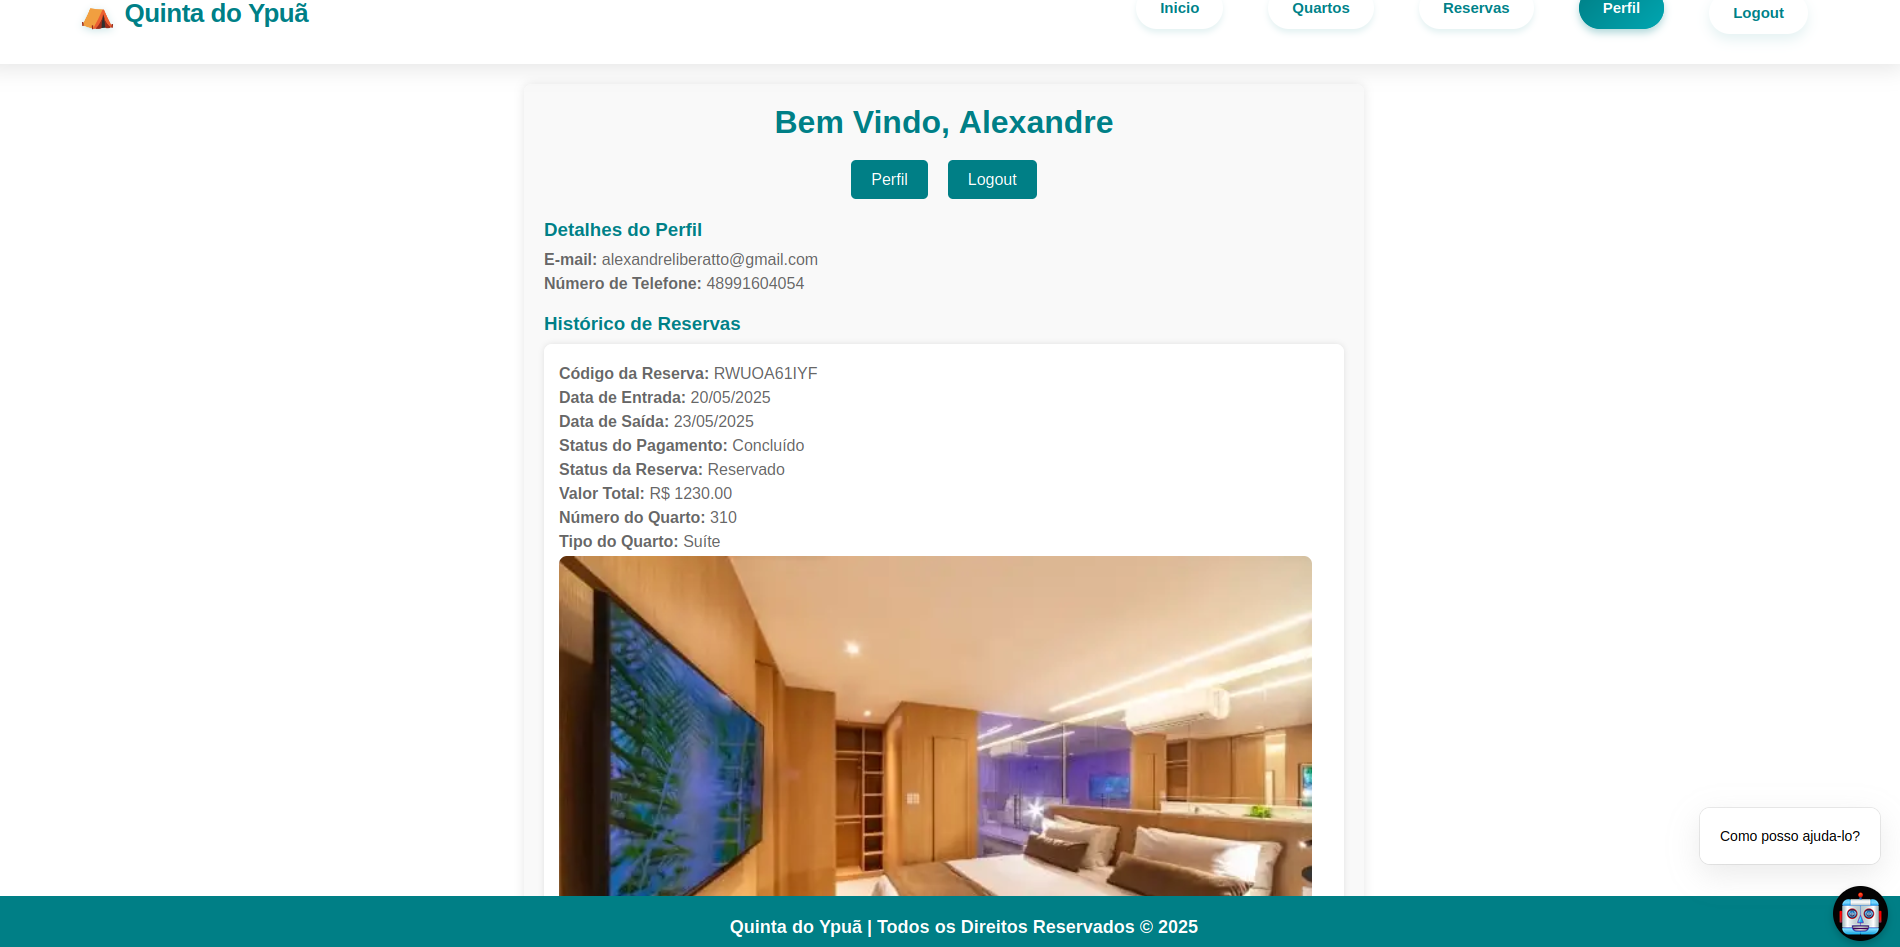 Quinta do Ypuã
Inicio
Quartos
Reservas
Perfil
Logout
Bem Vindo, Alexandre
Perfil
Logout
Detalhes do Perfil
E-mail: alexandreliberatto@gmail.com
Número de Telefone: 48991604054
Histórico de Reservas
Código da Reserva: RWUOA61IYF
Data de Entrada: 20/05/2025
Data de Saída: 23/05/2025
Status do Pagamento: Concluído
Status da Reserva: Reservado
Valor Total: R$ 1230.00
Número do Quarto: 310
Tipo do Quarto: Suíte
Como posso ajuda-lo?
Quinta do Ypuã | Todos os Direitos Reservados © 2025